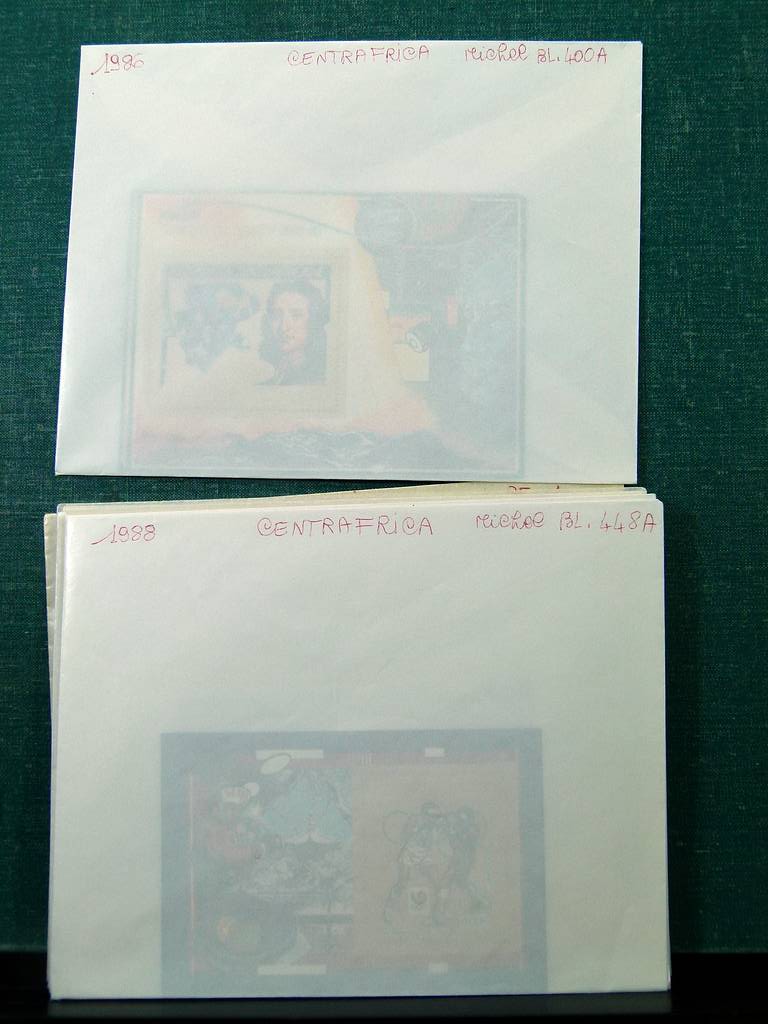 1986 CENTRAFRICA Michel BL. 400A
1988 CENTRAFRICA Michel BL. 448A